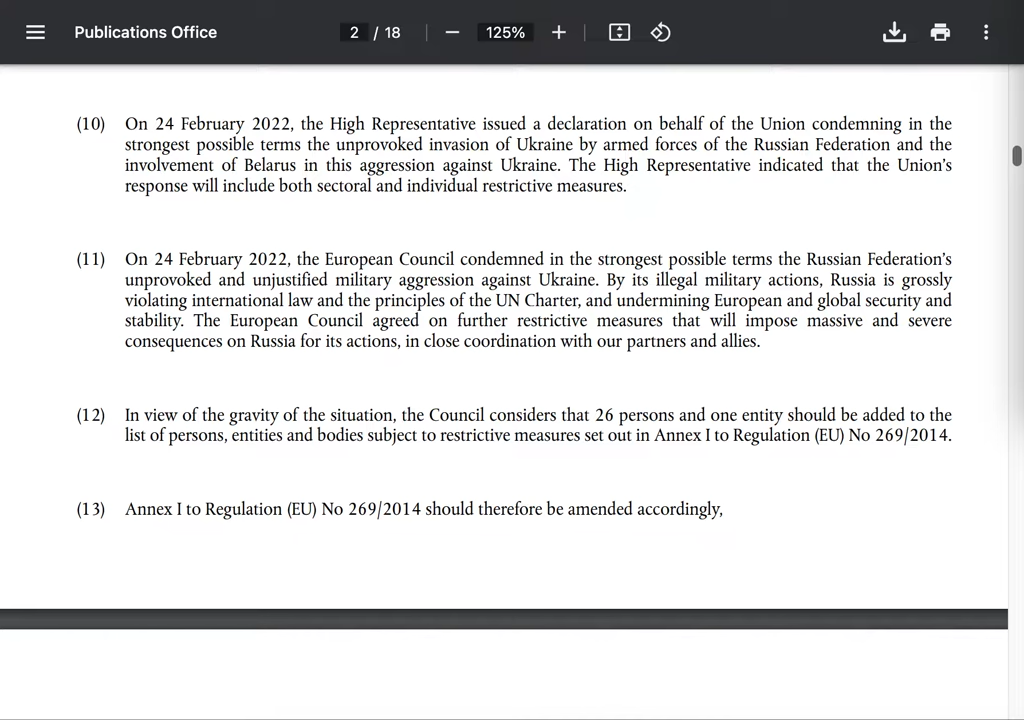 Publications Office
2 / 18
125%
(10) On 24 February 2022, the High Representative issued a declaration on behalf of the Union condemning in the
strongest possible terms the unprovoked invasion of Ukraine by armed forces of the Russian Federation and the
involvement of Belarus in this aggression against Ukraine. The High Representative indicated that the Union’s
response will include both sectoral and individual restrictive measures.
(11) On 24 February 2022, the European Council condemned in the strongest possible terms the Russian Federation’s
unprovoked and unjustified military aggression against Ukraine. By its illegal military actions, Russia is grossly
violating international law and the principles of the UN Charter, and undermining European and global security and
stability. The European Council agreed on further restrictive measures that will impose massive and severe
consequences on Russia for its actions, in close coordination with our partners and allies.
(12) In view of the gravity of the situation, the Council considers that 26 persons and one entity should be added to the
list of persons, entities and bodies subject to restrictive measures set out in Annex I to Regulation (EU) No 269/2014.
(13) Annex I to Regulation (EU) No 269/2014 should therefore be amended accordingly,